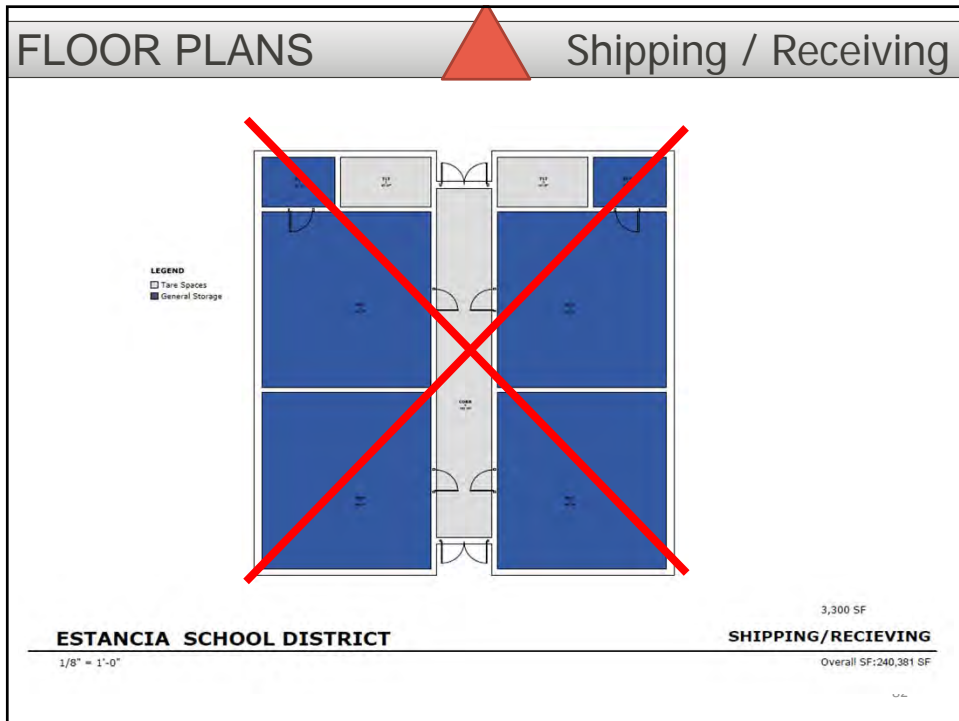 FLOOR PLANS
Shipping / Receiving
LEGEND
Tare Spaces
General Storage
3,300 SF
ESTANCIA SCHOOL DISTRICT
SHIPPING/RECIEVING
1/8" = 1'-0"
Overall SF:240,381 SF